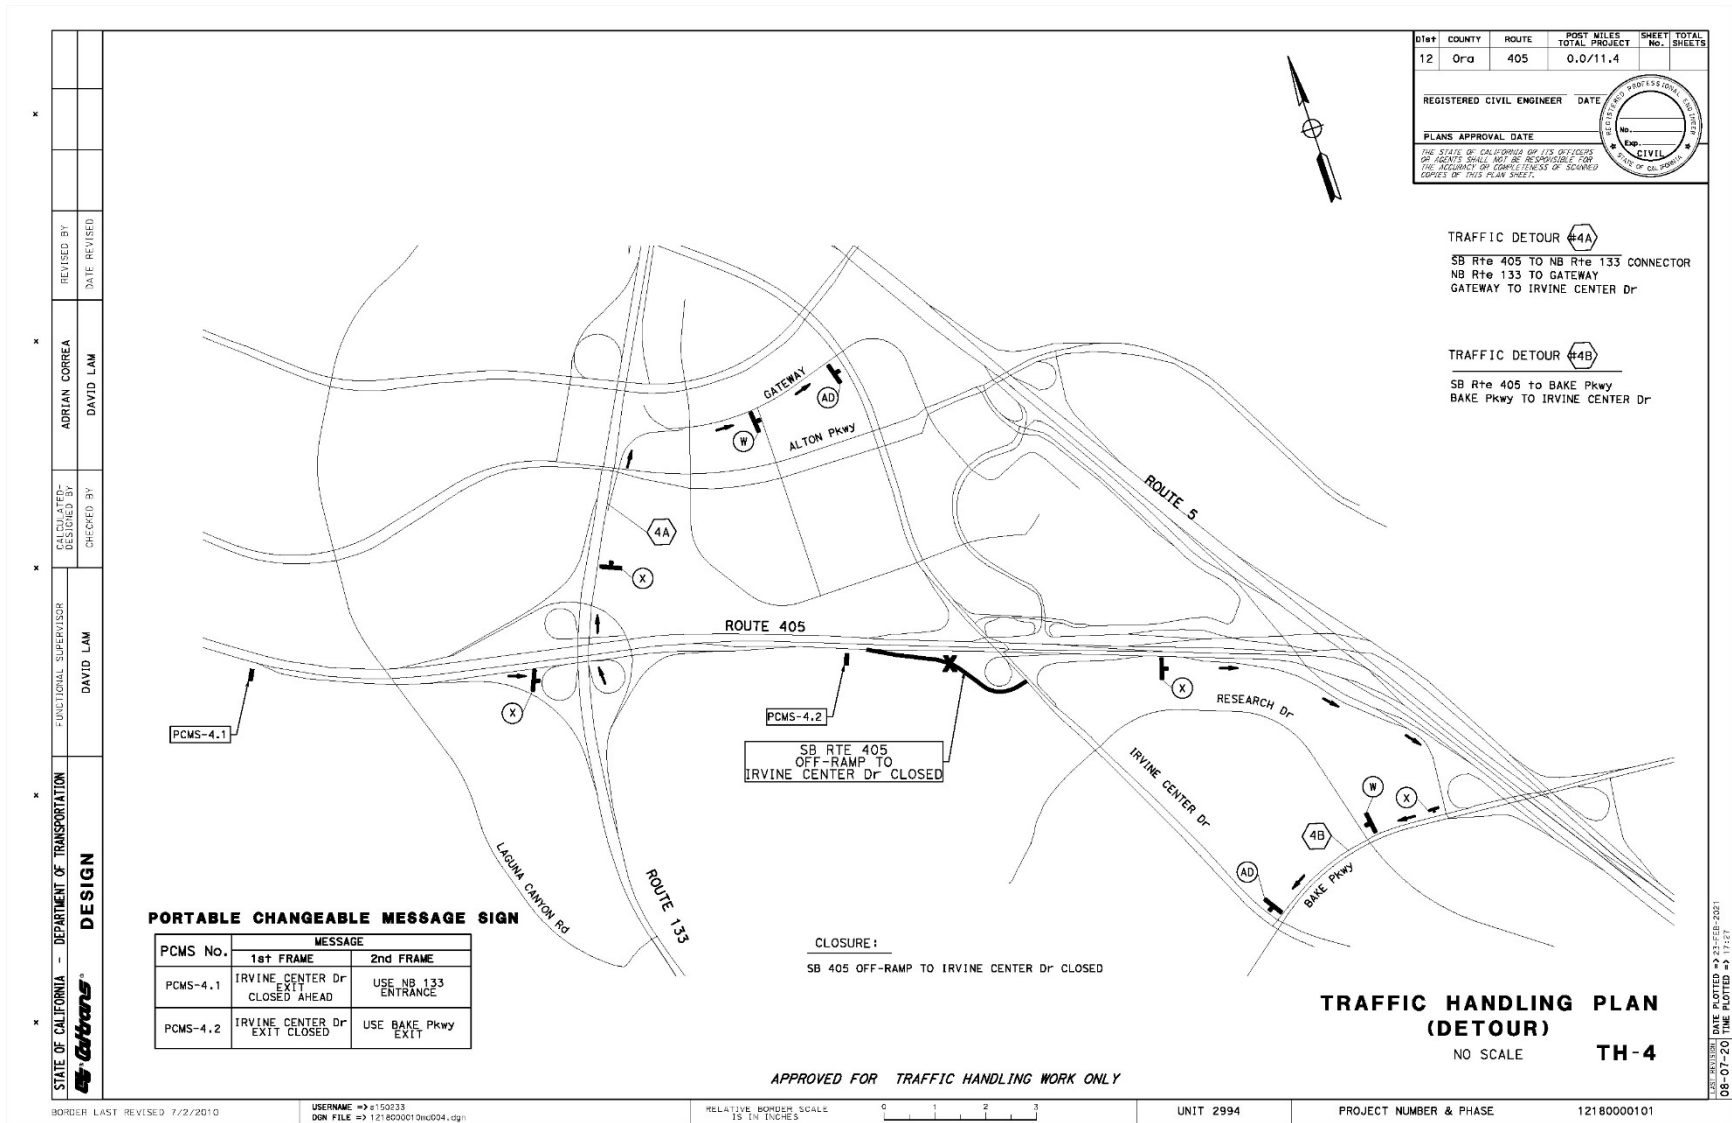 Dist COUNTY ROUTE POST MILES TOTAL PROJECT SHEET No. TOTAL SHEETS
12 Ora 405 0.0/11.4
REGISTERED CIVIL ENGINEER DATE
PLANS APPROVAL DATE
THE STATE OF CALIFORNIA OR ITS OFFICERS
OR AGENTS SHALL NOT BE RESPONSIBLE FOR
THE ACCURACY OR COMPLETENESS OF SCANNED
COPIES OF THIS PLAN SHEET.
REGISTERED PROFESSIONAL ENGINEER
No.
Exp.
CIVIL
STATE OF CALIFORNIA
TRAFFIC DETOUR #4A
SB Rte 405 TO NB Rte 133 CONNECTOR
NB Rte 133 TO GATEWAY
GATEWAY TO IRVINE CENTER Dr
TRAFFIC DETOUR #4B
SB Rte 405 to BAKE Pkwy
BAKE Pkwy TO IRVINE CENTER Dr
REVISED BY
DATE REVISED
ADRIAN CORREA
DAVID LAM
CALCULATED-
DESIGNED BY
CHECKED BY
FUNCTIONAL SUPERVISOR
DAVID LAM
STATE OF CALIFORNIA - DEPARTMENT OF TRANSPORTATION
DESIGN
Caltrans
x
x
x
x
x
GATEWAY
AD
W
ALTON Pkwy
4A
X
ROUTE 5
ROUTE 405
X
PCMS-4.1
PCMS-4.2
X
X
SB RTE 405
OFF-RAMP TO
IRVINE CENTER Dr CLOSED
RESEARCH Dr
IRVINE CENTER Dr
W
X
4B
AD
BAKE Pkwy
LAGUNA CANYON Rd
ROUTE 133
PORTABLE CHANGEABLE MESSAGE SIGN
PCMS No. MESSAGE
1st FRAME 2nd FRAME
PCMS-4.1 IRVINE CENTER Dr EXIT CLOSED AHEAD USE NB 133 ENTRANCE
PCMS-4.2 IRVINE CENTER Dr EXIT CLOSED USE BAKE Pkwy EXIT
CLOSURE:
SB 405 OFF-RAMP TO IRVINE CENTER Dr CLOSED
TRAFFIC HANDLING PLAN
(DETOUR)
NO SCALE TH-4
APPROVED FOR TRAFFIC HANDLING WORK ONLY
LAST REVISION DATE PLOTTED => 23-FEB-2021
08-07-20 TIME PLOTTED => 17:27
BORDER LAST REVISED 7/2/2010
USERNAME => s150233
DGN FILE => 1218000010md004.dgn
RELATIVE BORDER SCALE
IS IN INCHES
0 1 2 3
UNIT 2994
PROJECT NUMBER & PHASE
12180000101